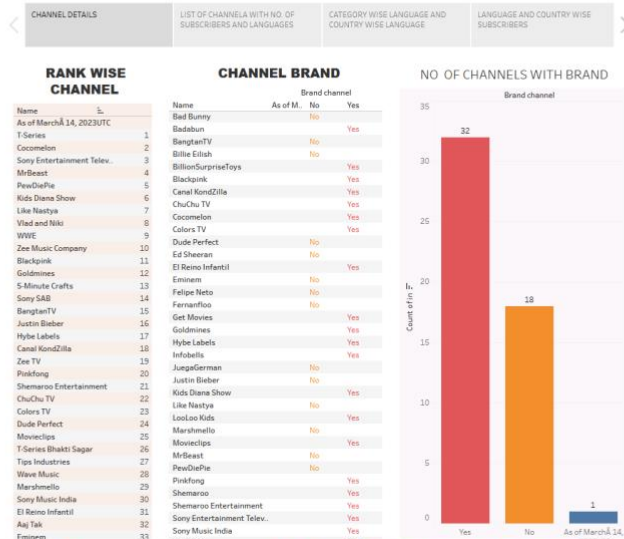 CHANNEL DETAILS
LIST OF CHANNELA WITH NO. OF
SUBSCRIBERS AND LANGUAGES
CATEGORY WISE LANGUAGE AND
COUNTRY WISE LANGUAGE
LANGUAGE AND COUNTRY WISE
SUBSCRIBERS
RANK WISE
CHANNEL
Name
As of MarchÂ 14, 2023UTC
T-Series 1
Cocomelon 2
Sony Entertainment Telev.. 3
MrBeast 4
PewDiePie 5
Kids Diana Show 6
Like Nastya 7
Vlad and Niki 8
WWE 9
Zee Music Company 10
Blackpink 11
Goldmines 12
5-Minute Crafts 13
Sony SAB 14
BangtanTV 15
Justin Bieber 16
Hybe Labels 17
Canal KondZilla 18
Zee TV 19
Pinkfong 20
Shemaroo Entertainment 21
ChuChu TV 22
Colors TV 23
Dude Perfect 24
Movieclips 25
T-Series Bhakti Sagar 26
Tips Industries 27
Wave Music 28
Marshmello 29
Sony Music India 30
El Reino Infantil 31
Aaj Tak 32
Eminem 33
CHANNEL BRAND
Brand channel
Name As of M.. No Yes
Bad Bunny No
Badabun Yes
BangtanTV No
Billie Eilish No
BillionSurpriseToys Yes
Blackpink Yes
Canal KondZilla Yes
ChuChu TV Yes
Cocomelon Yes
Colors TV Yes
Dude Perfect No
Ed Sheeran No
El Reino Infantil Yes
Eminem No
Felipe Neto No
Fernanfloo No
Get Movies Yes
Goldmines Yes
Hybe Labels Yes
Infobells Yes
JuegaGerman No
Justin Bieber No
Kids Diana Show Yes
Like Nastya No
LooLoo Kids Yes
Marshmello No
Movieclips Yes
MrBeast No
PewDiePie No
Pinkfong Yes
Shemaroo Yes
Shemaroo Entertainment Yes
Sony Entertainment Telev.. Yes
Sony Music India Yes
NO OF CHANNELS WITH BRAND
Brand channel
Count of in
35
30
25
20
15
10
5
0
32
18
1
Yes
No
As of MarchÂ 14,